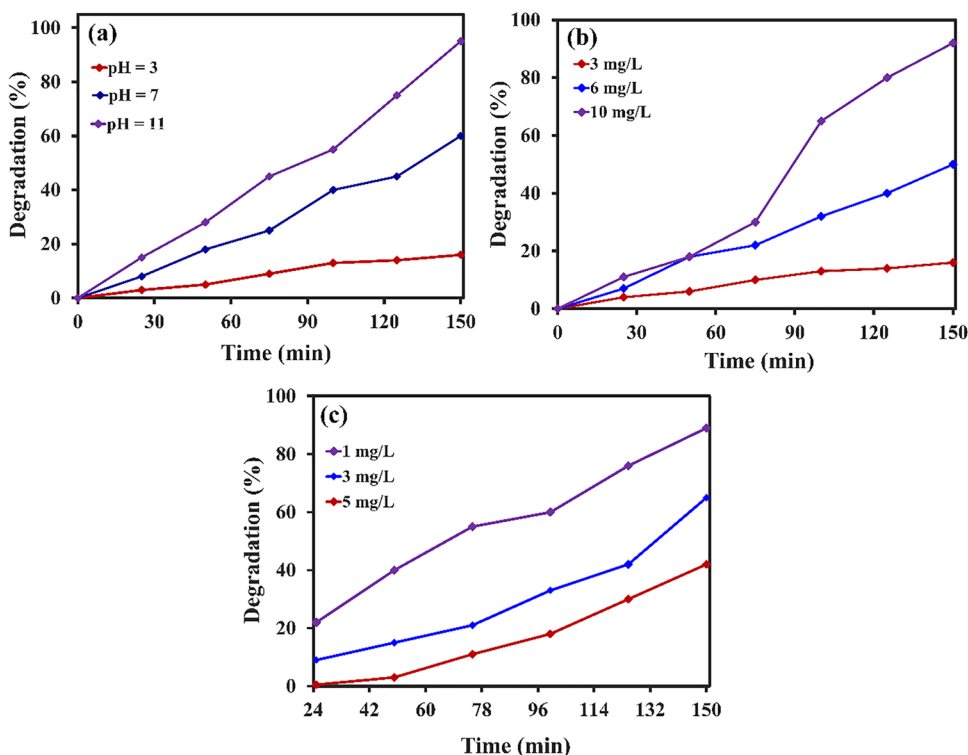 (a)
pH = 3
pH = 7
pH = 11
Degradation (%)
100
80
60
40
20
0
0 30 60 90 120 150
Time (min)
(b)
3 mg/L
6 mg/L
10 mg/L
Degradation (%)
100
80
60
40
20
0
0 30 60 90 120 150
Time (min)
(c)
1 mg/L
3 mg/L
5 mg/L
Degradation (%)
100
80
60
40
20
0
24 42 60 78 96 114 132 150
Time (min)